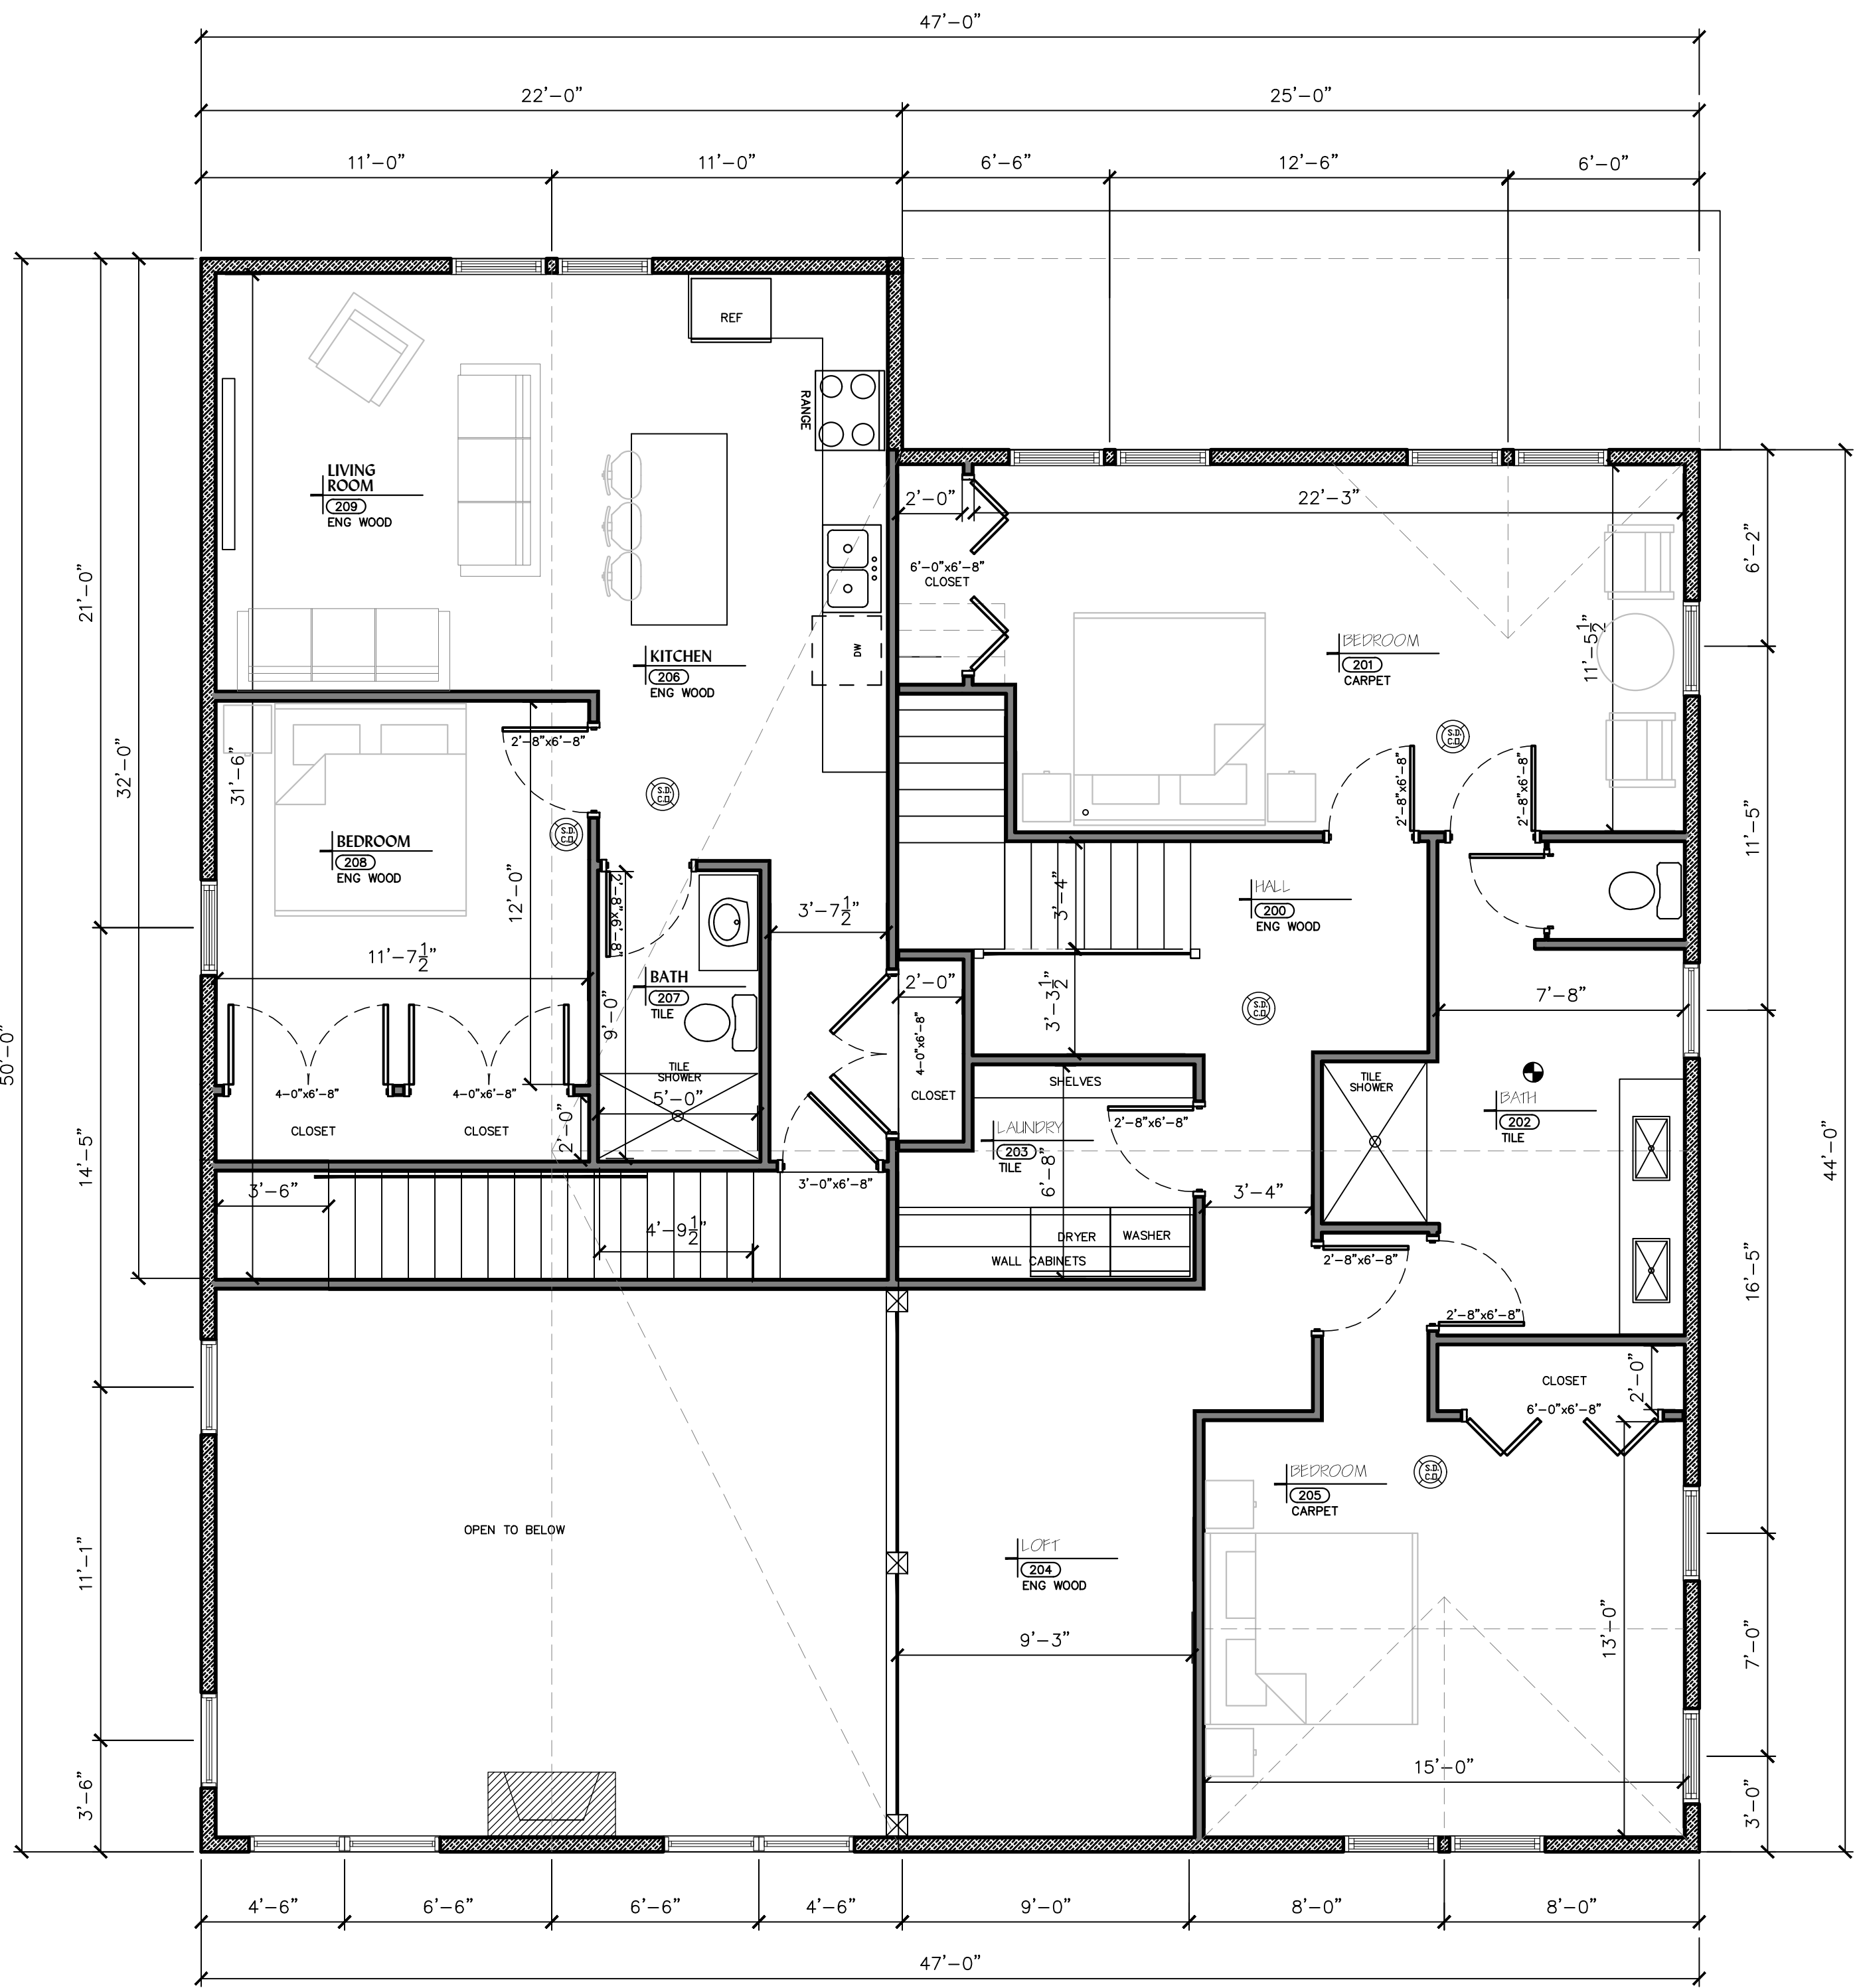 47'-0"
22'-0"
25'-0"
11'-0"
11'-0"
6'-6"
12'-6"
6'-0"
REF
RANGE
LIVING
ROOM
209
ENG WOOD
2'-0"
22'-3"
6'-0"x6'-8"
CLOSET
6'-2"
21'-0"
KITCHEN
206
ENG WOOD
DW
BEDROOM
201
CARPET
11'-5 1/2"
S.D.
C.O.
2'-8"x6'-8"
2'-8"x6'-8"
2'-8"x6'-8"
32'-0"
31'-6"
S.D.
C.O.
S.D.
C.O.
BEDROOM
208
ENG WOOD
12'-0"
11'-5"
2'-8"x6'-8"
3'-7 1/2"
3'-4"
HALL
200
ENG WOOD
11'-7 1/2"
BATH
207
TILE
9'-0"
2'-0"
3'-3 1/2"
S.D.
C.O.
7'-8"
50'-0"
44'-0"
4-0"x6'-8"
CLOSET
4-0"x6'-8"
4-0"x6'-8"
CLOSET
CLOSET
2'-0"
TILE
SHOWER
5'-0"
SHELVES
2'-8"x6'-8"
LAUNDRY
203
TILE
6'-8"
TILE
SHOWER
BATH
202
TILE
14'-5"
3'-6"
3'-0"x6'-8"
4'-9 1/2"
3'-4"
DRYER
WASHER
WALL CABINETS
2'-8"x6'-8"
2'-8"x6'-8"
16'-5"
CLOSET
6'-0"x6'-8"
2'-0"
BEDROOM
205
CARPET
S.D.
C.O.
OPEN TO BELOW
11'-1"
LOFT
204
ENG WOOD
9'-3"
13'-0"
7'-0"
15'-0"
3'-6"
3'-0"
4'-6"
6'-6"
6'-6"
4'-6"
9'-0"
8'-0"
8'-0"
47'-0"